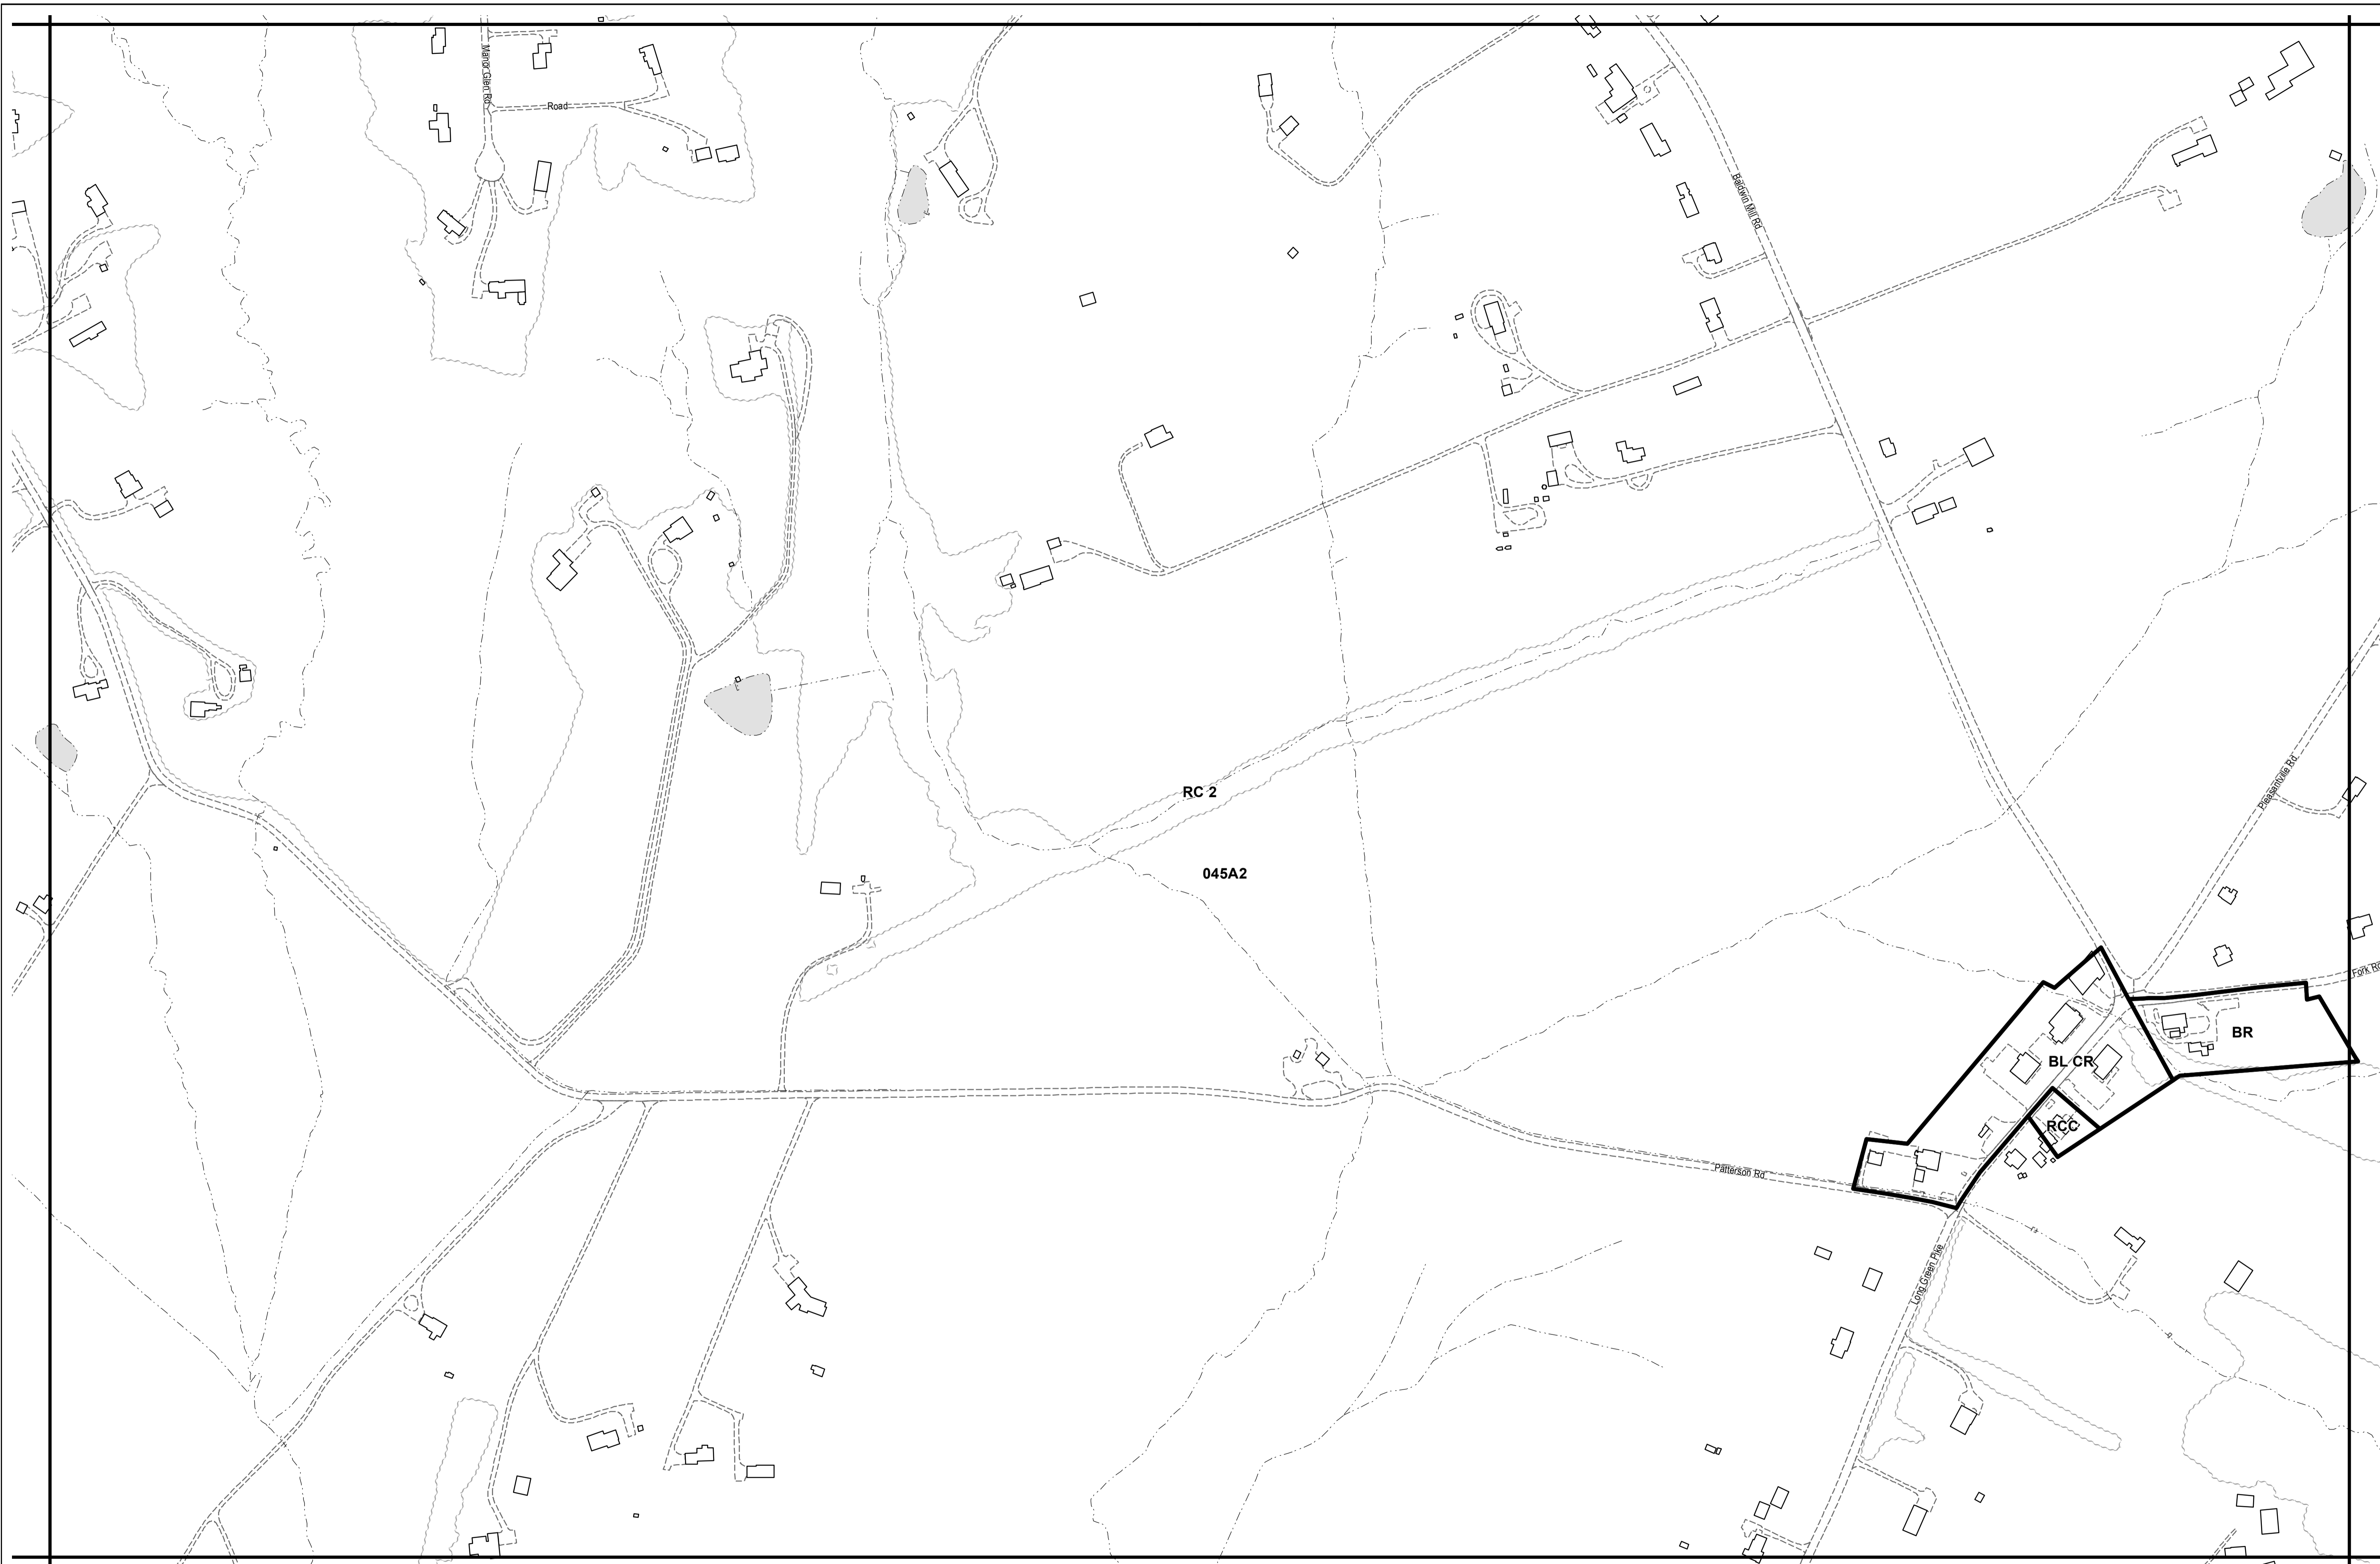 Manor Glen Rd
Road
Baldwin Mill Rd
RC 2
Pleasantville Rd
045A2
Fork Rd
BR
BL CR
RCC
Patterson Rd
Long Green Pike